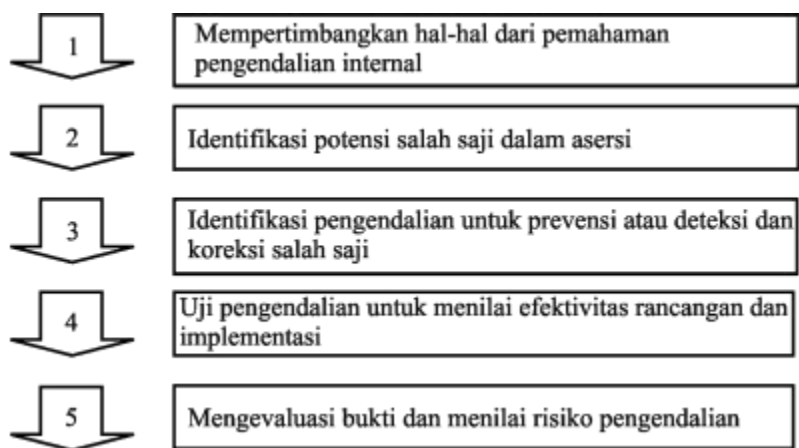 1
Mempertimbangkan hal-hal dari pemahaman
pengendalian internal
2
Identifikasi potensi salah saji dalam asersi
3
Identifikasi pengendalian untuk prevensi atau deteksi dan
koreksi salah saji
4
Uji pengendalian untuk menilai efektivitas rancangan dan
implementasi
5
Mengevaluasi bukti dan menilai risiko pengendalian